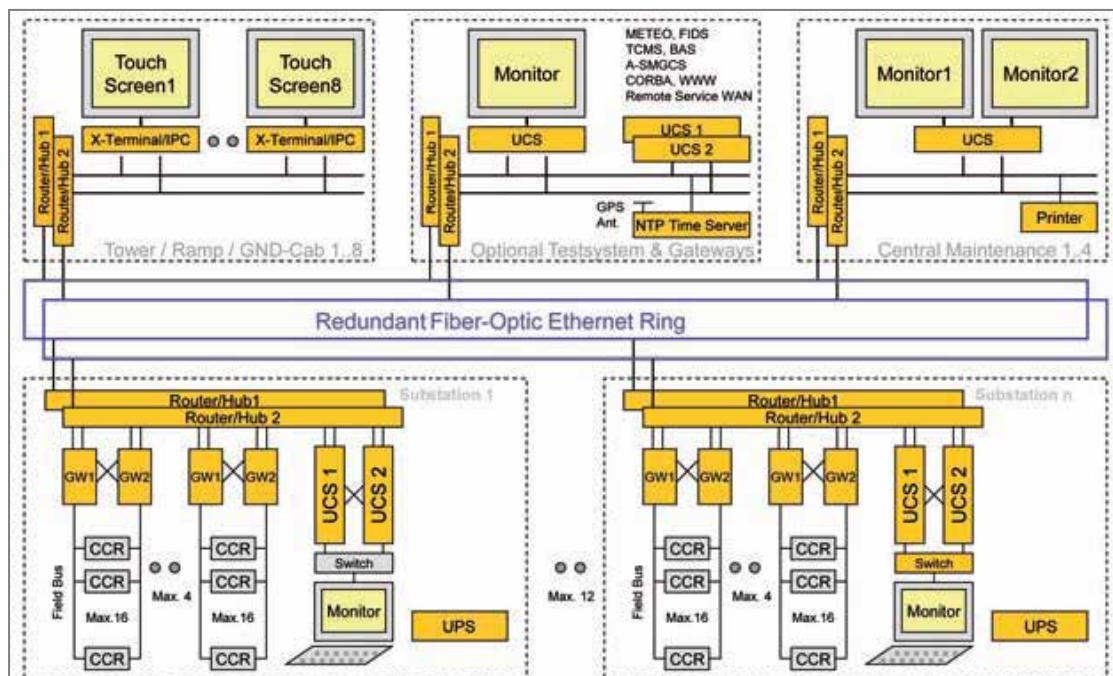 Touch
Screen1
X-Terminal/IPC
Touch
Screen8
X-Terminal/IPC
Router/Hub 1
Router/Hub 2
Tower / Ramp / GND-Cab 1..8
Monitor
UCS
METEO, FIDS
TCMS, BAS
A-SMGCS
CORBA, WWW
Remote Service WAN
UCS 1
UCS 2
Router/Hub 1
Router/Hub 2
GPS
Ant.
NTP Time Server
Optional Testsystem & Gateways
Monitor1
Monitor2
UCS
Router/Hub 1
Router/Hub 2
Printer
Central Maintenance 1..4
Redundant Fiber-Optic Ethernet Ring
Substation 1
Router/Hub1
Router/Hub 2
GW1
GW2
GW1
GW2
UCS 1
UCS 2
CCR
CCR
CCR
CCR
Switch
Field Bus
Max.16
Max. 4
Max.16
Monitor
UPS
CCR
CCR
Max. 12
Substation n
Router/Hub1
Router/Hub 2
GW1
GW2
GW1
GW2
UCS 1
UCS 2
CCR
CCR
CCR
CCR
Switch
Field Bus
Max.16
Max. 4
Max.16
Monitor
UPS
CCR
CCR